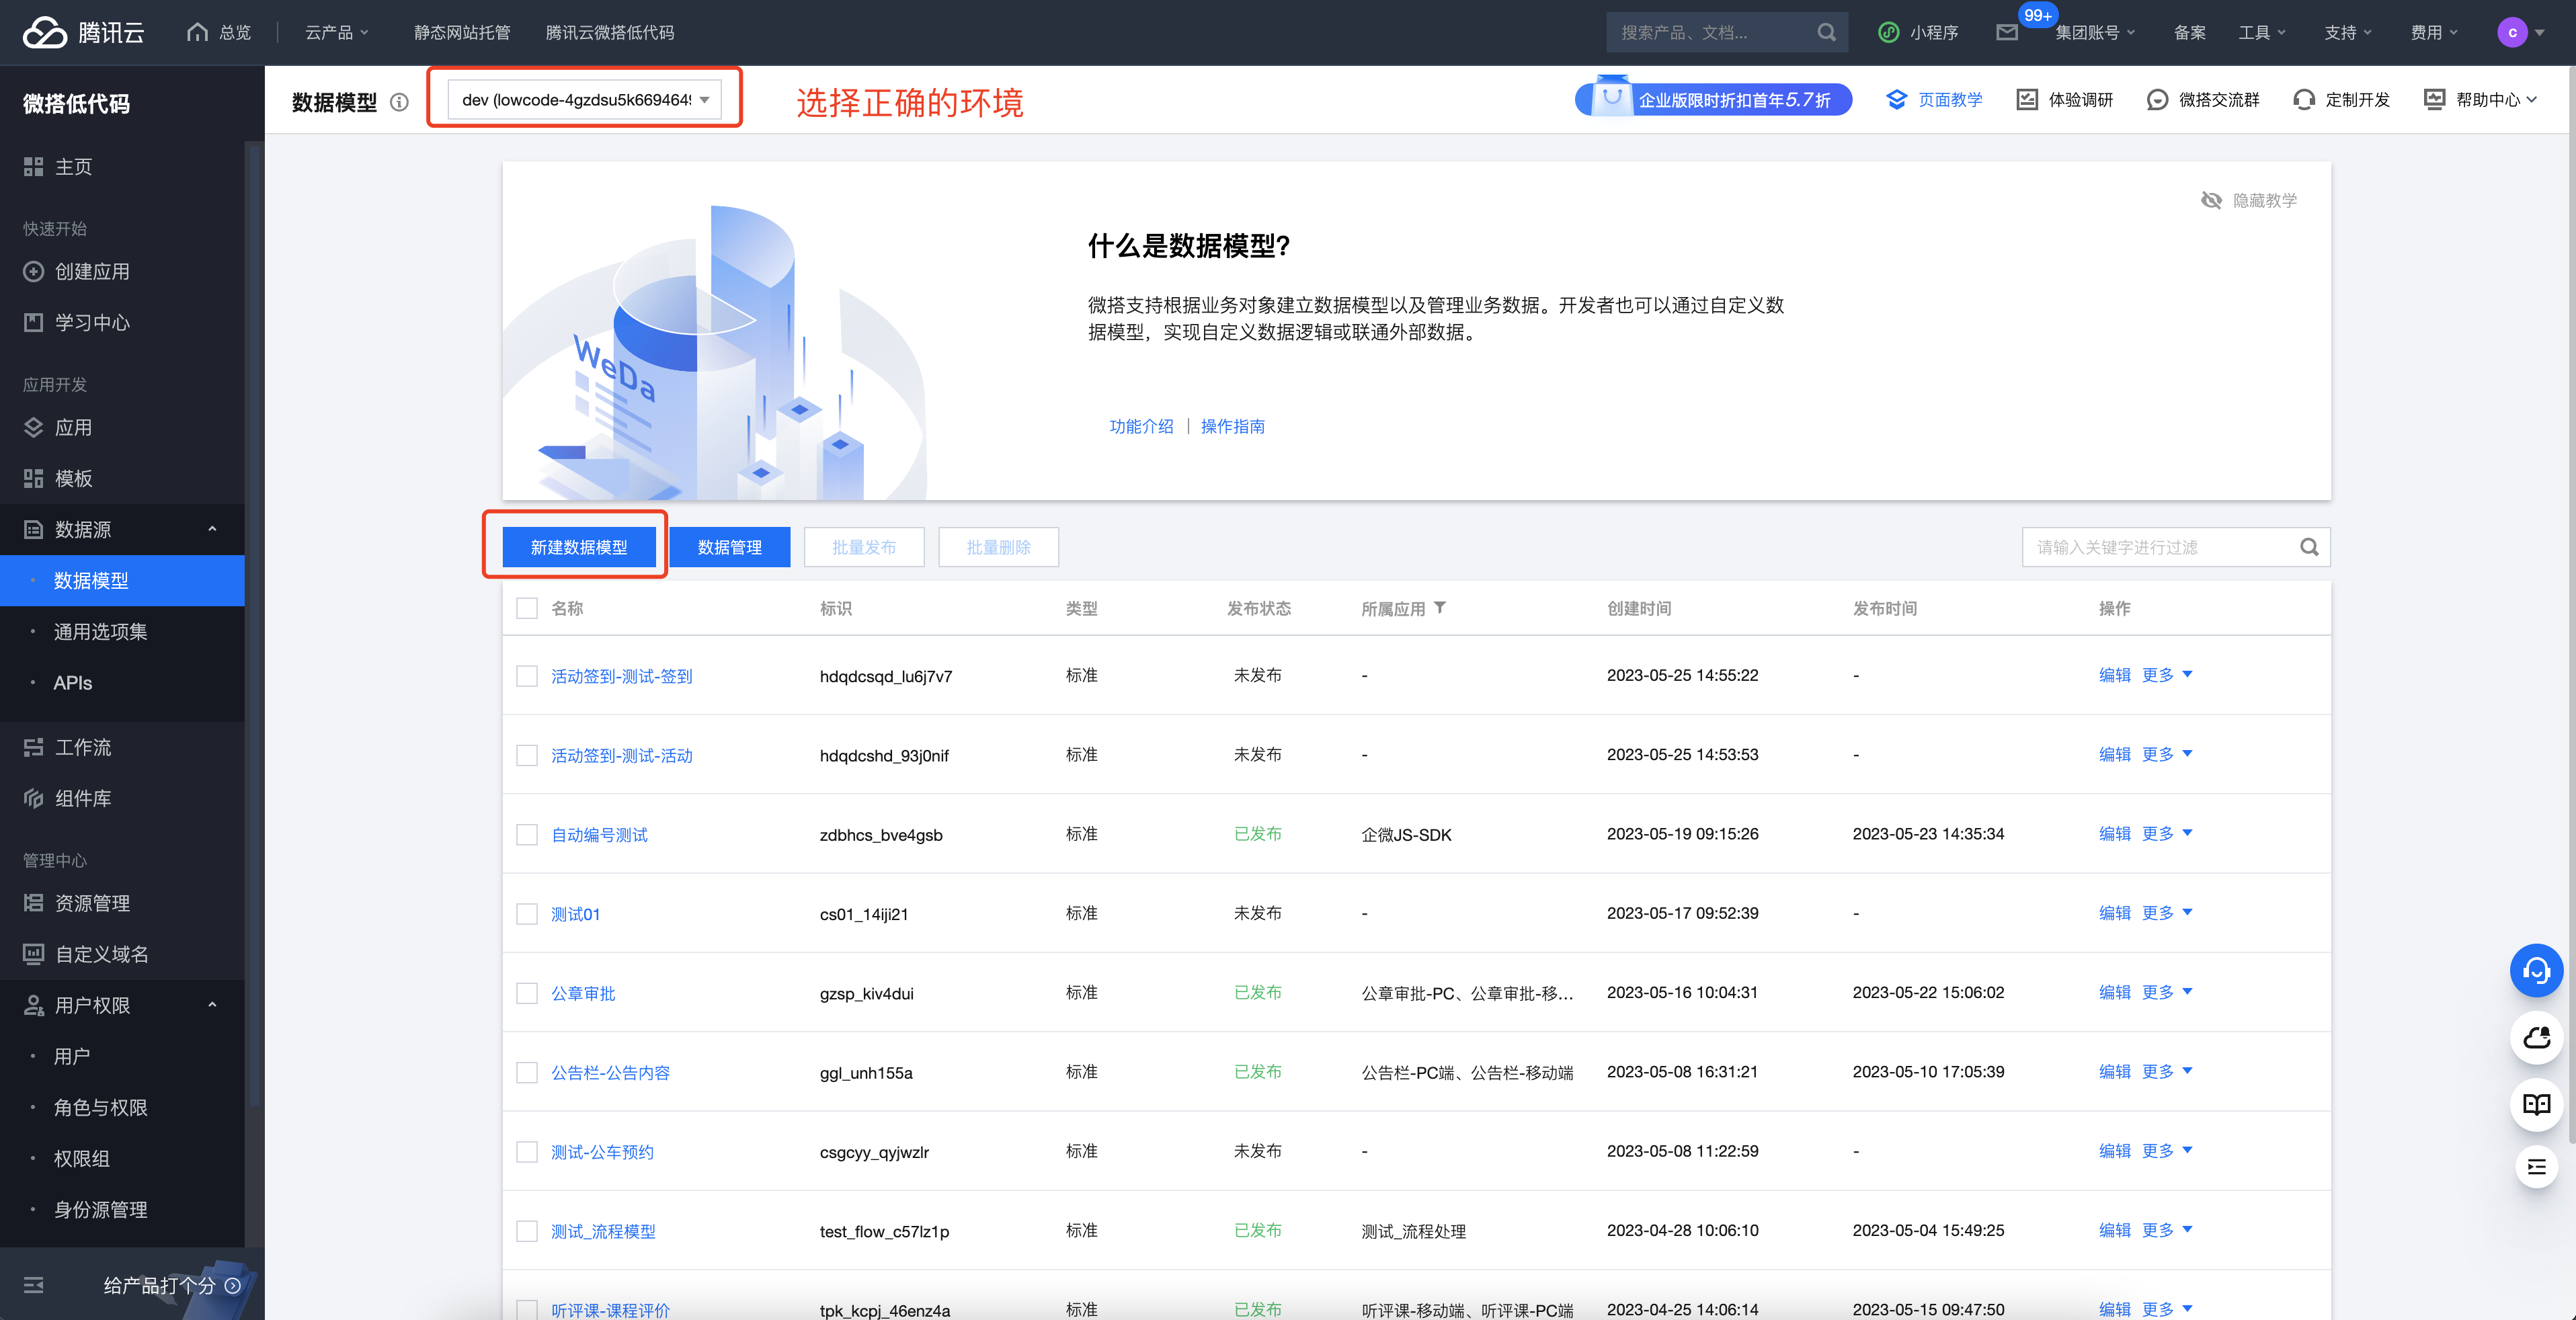 腾讯云 总览 云产品 静态网站托管 腾讯云微搭低代码 搜索产品、文档... 小程序 99+ 集团账号 备案 工具 支持 费用 c
微搭低代码
主页
快速开始
创建应用
学习中心
应用开发
应用
模板
数据源
数据模型
通用选项集
APIs
工作流
组件库
管理中心
资源管理
自定义域名
用户权限
用户
角色与权限
权限组
身份源管理
给产品打个分
数据模型 dev (lowcode-4gzdsu5k6694649 选择正确的环境 企业版限时折扣首年5.7折 页面教学 体验调研 微搭交流群 定制开发 帮助中心
隐藏教学
WeDa
什么是数据模型?
微搭支持根据业务对象建立数据模型以及管理业务数据。开发者也可以通过自定义数
据模型，实现自定义数据逻辑或联通外部数据。
功能介绍 | 操作指南
新建数据模型 数据管理 批量发布 批量删除 请输入关键字进行过滤
名称 标识 类型 发布状态 所属应用 创建时间 发布时间 操作
活动签到-测试-签到 hdqdcsqd_lu6j7v7 标准 未发布 - 2023-05-25 14:55:22 - 编辑 更多
活动签到-测试-活动 hdqdcshd_93j0nif 标准 未发布 - 2023-05-25 14:53:53 - 编辑 更多
自动编号测试 zdbhcs_bve4gsb 标准 已发布 企微JS-SDK 2023-05-19 09:15:26 2023-05-23 14:35:34 编辑 更多
测试01 cs01_14iji21 标准 未发布 - 2023-05-17 09:52:39 - 编辑 更多
公章审批 gzsp_kiv4dui 标准 已发布 公章审批-PC、公章审批-移... 2023-05-16 10:04:31 2023-05-22 15:06:02 编辑 更多
公告栏-公告内容 ggl_unh155a 标准 已发布 公告栏-PC端、公告栏-移动端 2023-05-08 16:31:21 2023-05-10 17:05:39 编辑 更多
测试-公车预约 csgcyy_qyjwzlr 标准 未发布 - 2023-05-08 11:22:59 - 编辑 更多
测试_流程模型 test_flow_c57lz1p 标准 已发布 测试_流程处理 2023-04-28 10:06:10 2023-05-04 15:49:25 编辑 更多
听评课-课程评价 tpk_kcpj_46enz4a 标准 已发布 听评课-移动端、听评课-PC端 2023-04-25 14:06:14 2023-05-15 09:47:50 编辑 更多